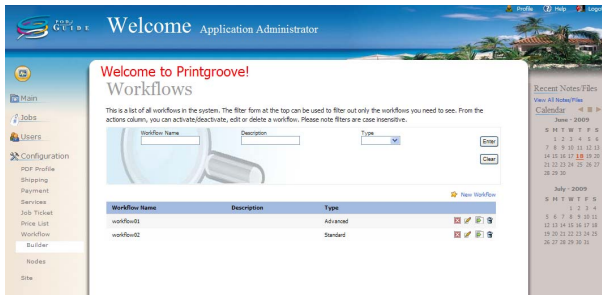 Profile Help Logo
PORT
GUIDE
Welcome Application Administrator
Welcome to Printgroove!
Workflows
This is a list of all workflows in the system. The filter form at the top can be used to filter out only the workflows you need to see. From the
actions column, you can activate/deactivate, edit or delete a workflow. Please note filters are case insensitive.
Workflow Name Description Type
Enter
Clear
New Workflow
Workflow Name Description Type
workflow01 Advanced
workflow02 Standard
Main
Jobs
Users
Configuration
PDF Profile
Shipping
Payment
Services
Job Ticket
Price List
Workflow
Builder
Nodes
Site
Recent Notes/Files
View All Notes/Files
Calendar
June - 2009
S M T W T F S
1 2 3 4 5 6
7 8 9 10 11 12 13
14 15 16 17 18 19 20
21 22 23 24 25 26 27
28 29 30
July - 2009
S M T W T F S
1 2 3 4
5 6 7 8 9 10 11
12 13 14 15 16 17 18
19 20 21 22 23 24 25
26 27 28 29 30 31